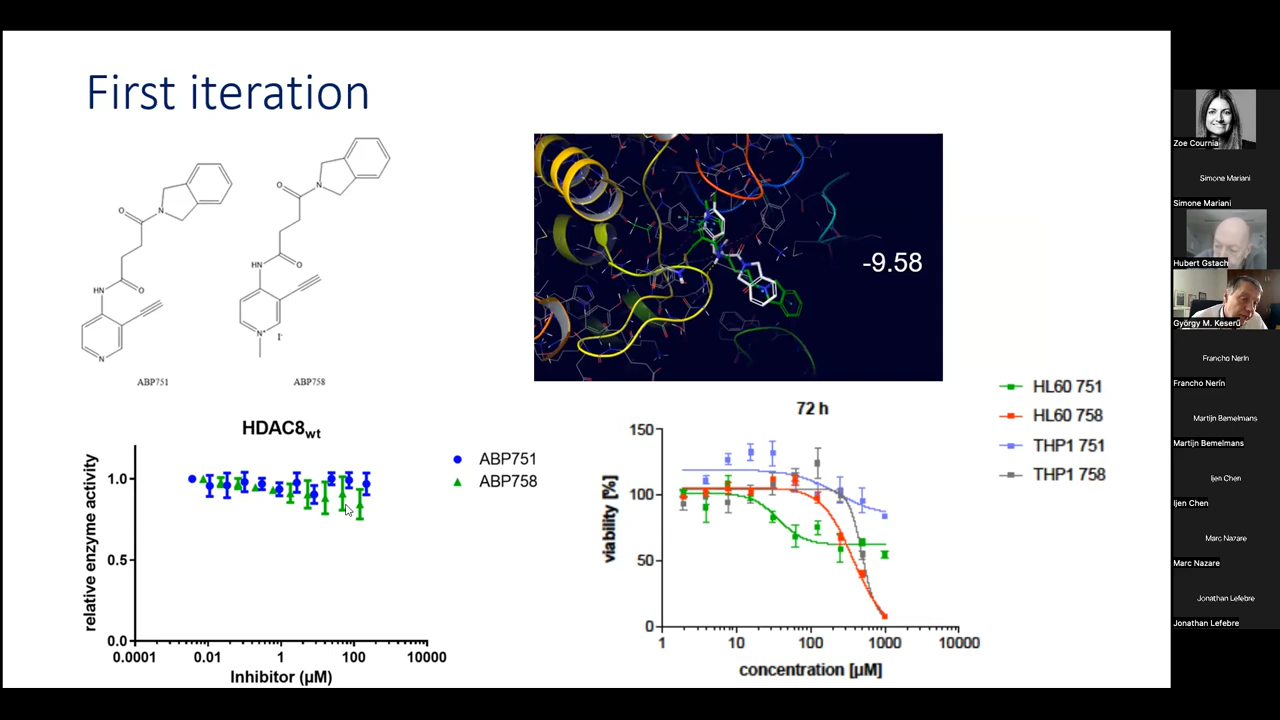 First iteration
O
N
O
HN
N
ABP751
O
N
O
HN
N+
I-
ABP758
-9.58
HDAC8wt
relative enzyme activity
1.0
0.5
0.0
0.0001
0.01
1
100
10000
Inhibitor (µM)
ABP751
ABP758
72 h
viability [%]
150
100
50
0
1
10
100
1000
10000
concentration [µM]
HL60 751
HL60 758
THP1 751
THP1 758
Zoe Cournia
Simone Mariani
Simone Mariani
Hubert Gstach
György M. Keserű
Francho Nerín
Francho Nerín
Martijn Bemelmans
Martijn Bemelmans
Ijen Chen
Ijen Chen
Marc Nazare
Marc Nazare
Jonathan Lefebre
Jonathan Lefebre